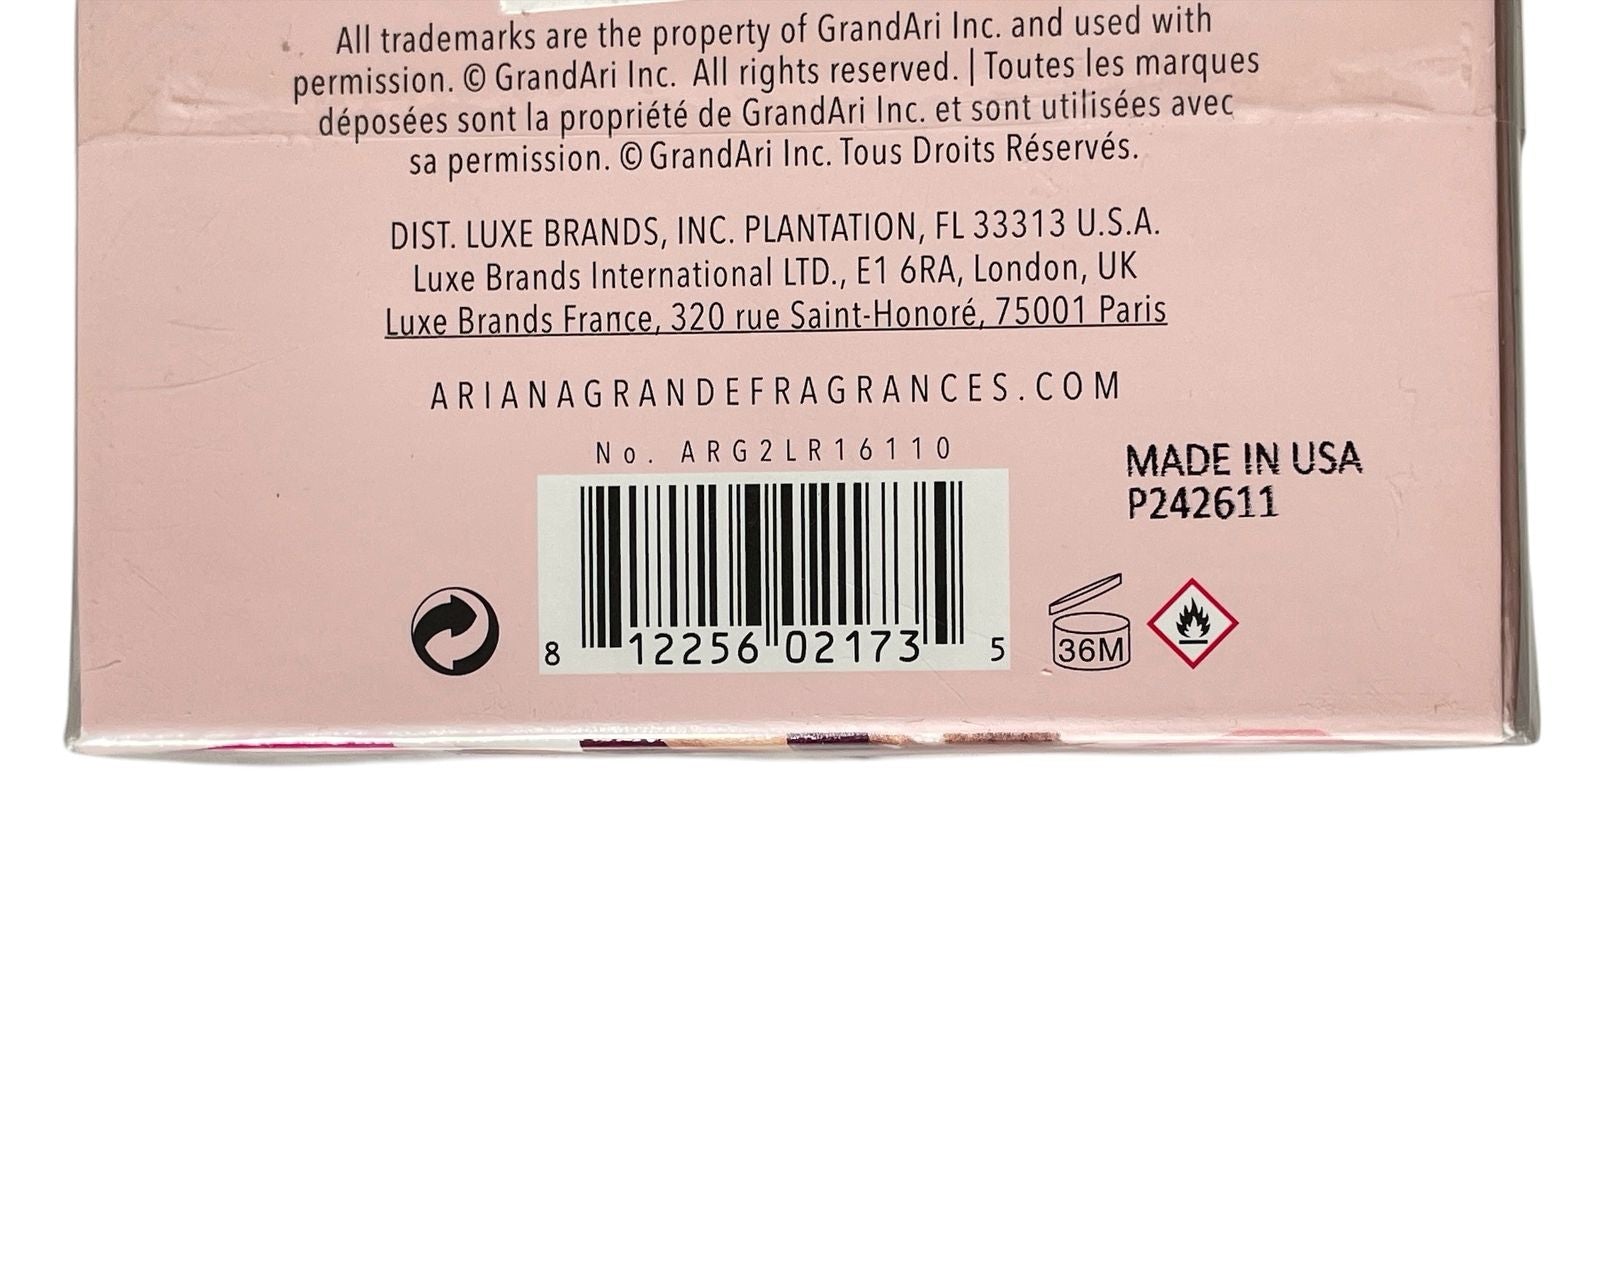 All trademarks are the property of GrandAri Inc. and used with
permission. © GrandAri Inc. All rights reserved. | Toutes les marques
déposées sont la propriété de GrandAri Inc. et sont utilisées avec
sa permission. © GrandAri Inc. Tous Droits Réservés.
DIST. LUXE BRANDS, INC. PLANTATION, FL 33313 U.S.A.
Luxe Brands International LTD., E1 6RA, London, UK
Luxe Brands France, 320 rue Saint-Honoré, 75001 Paris
ARIANAGRANDEFRAGRANCES.COM
No. ARG2LR16110
MADE IN USA
P242611
8 12256 02173 5
36M